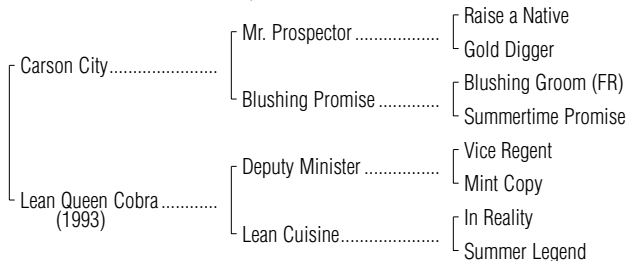 Raise a Native
Mr. Prospector ..................
Gold Digger
Carson City.......................
Blushing Groom (FR)
Blushing Promise .............
Summertime Promise
Vice Regent
Deputy Minister ................
Mint Copy
Lean Queen Cobra............
(1993)
In Reality
Lean Cuisine.....................
Summer Legend